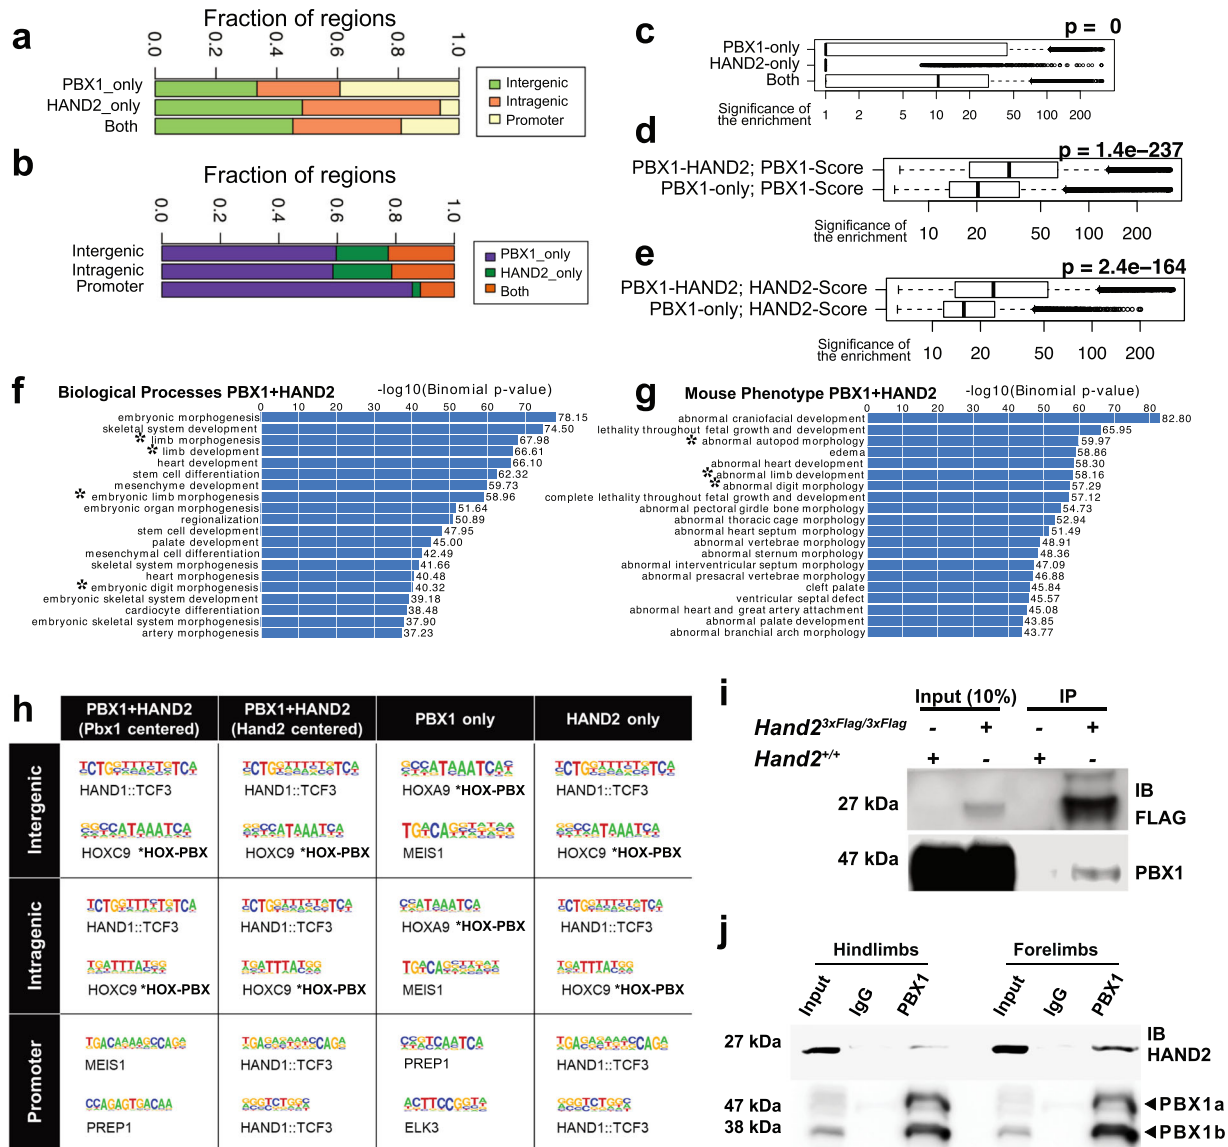 a
Fraction of regions
0.0 0.2 0.4 0.6 0.8 1.0
PBX1_only
HAND2_only
Both
Intergenic
Intragenic
Promoter
b
Fraction of regions
0.0 0.2 0.4 0.6 0.8 1.0
Intergenic
Intragenic
Promoter
PBX1_only
HAND2_only
Both
c
p = 0
PBX1-only
HAND2-only
Both
Significance of the enrichment
1 2 5 10 20 50 100 200
d
p = 1.4e−237
PBX1-HAND2; PBX1-Score
PBX1-only; PBX1-Score
Significance of the enrichment
10 20 50 100 200
e
p = 2.4e−164
PBX1-HAND2; HAND2-Score
PBX1-only; HAND2-Score
Significance of the enrichment
10 20 50 100 200
f
Biological Processes PBX1+HAND2 -log10(Binomial p-value)
0 10 20 30 40 50 60 70
embryonic morphogenesis 78.15
skeletal system development 74.50
* limb morphogenesis 67.98
* limb development 66.61
heart development 66.10
stem cell differentiation 62.32
mesenchyme development 59.73
* embryonic limb morphogenesis 58.96
embryonic organ morphogenesis 51.64
regionalization 50.89
stem cell development 47.95
palate development 45.00
mesenchymal cell differentiation 42.49
skeletal system morphogenesis 41.66
heart morphogenesis 40.48
* embryonic digit morphogenesis 40.32
embryonic skeletal system development 39.18
cardiocyte differentiation 38.48
embryonic skeletal system morphogenesis 37.90
artery morphogenesis 37.23
g
Mouse Phenotype PBX1+HAND2 -log10(Binomial p-value)
0 10 20 30 40 50 60 70 80
abnormal craniofacial development 82.80
lethality throughout fetal growth and development 65.95
* abnormal autopod morphology 59.97
edema 58.86
abnormal heart development 58.30
* abnormal limb development 58.16
* abnormal digit morphology 57.29
complete lethality throughout fetal growth and development 57.12
abnormal pectoral girdle bone morphology 54.73
abnormal thoracic cage morphology 52.94
abnormal heart septum morphology 51.49
abnormal vertebrae morphology 48.91
abnormal sternum morphology 48.36
abnormal interventricular septum morphology 47.09
abnormal presacral vertebrae morphology 46.88
cleft palate 45.84
ventricular septal defect 45.57
abnormal heart and great artery attachment 45.08
abnormal palate development 43.85
abnormal branchial arch morphology 43.77
h
PBX1+HAND2 (Pbx1 centered)
PBX1+HAND2 (Hand2 centered)
PBX1 only
HAND2 only
Intergenic
HAND1::TCF3 HAND1::TCF3 HOXA9 *HOX-PBX HAND1::TCF3
HOXC9 *HOX-PBX HOXC9 *HOX-PBX MEIS1 HOXC9 *HOX-PBX
Intragenic
HAND1::TCF3 HAND1::TCF3 HOXA9 *HOX-PBX HAND1::TCF3
HOXC9 *HOX-PBX HOXC9 *HOX-PBX MEIS1 HOXC9 *HOX-PBX
Promoter
MEIS1 HAND1::TCF3 PREP1 HAND1::TCF3
PREP1 HAND1::TCF3 ELK3 HAND1::TCF3
i
Input (10%) IP
Hand2 3xFlag/3xFlag - + - +
Hand2 +/+ + - + -
27 kDa
IB FLAG
47 kDa
PBX1
j
Hindlimbs Forelimbs
Input IgG PBX1 Input IgG PBX1
27 kDa
IB HAND2
47 kDa
38 kDa
◄PBX1a
◄PBX1b